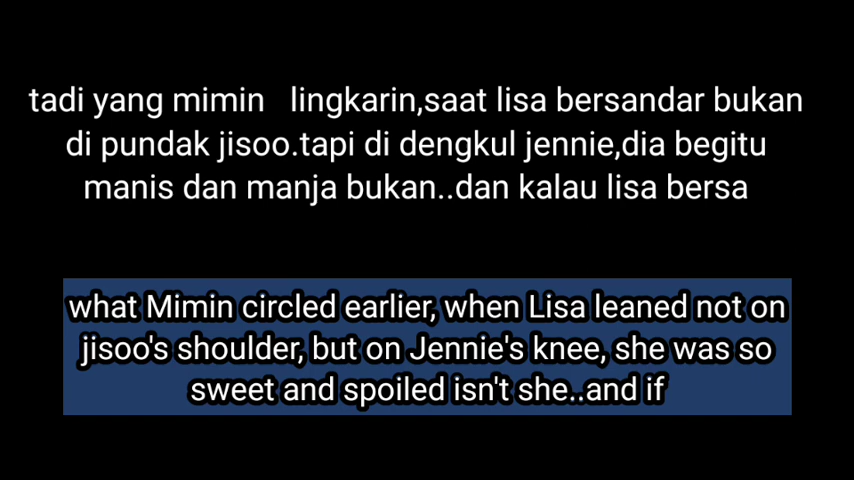 tadi yang mimin lingkarin,saat lisa bersandar bukan
di pundak jisoo.tapi di dengkul jennie,dia begitu
manis dan manja bukan..dan kalau lisa bersa
what Mimin circled earlier, when Lisa leaned not on
jisoo's shoulder, but on Jennie's knee, she was so
sweet and spoiled isn't she..and if